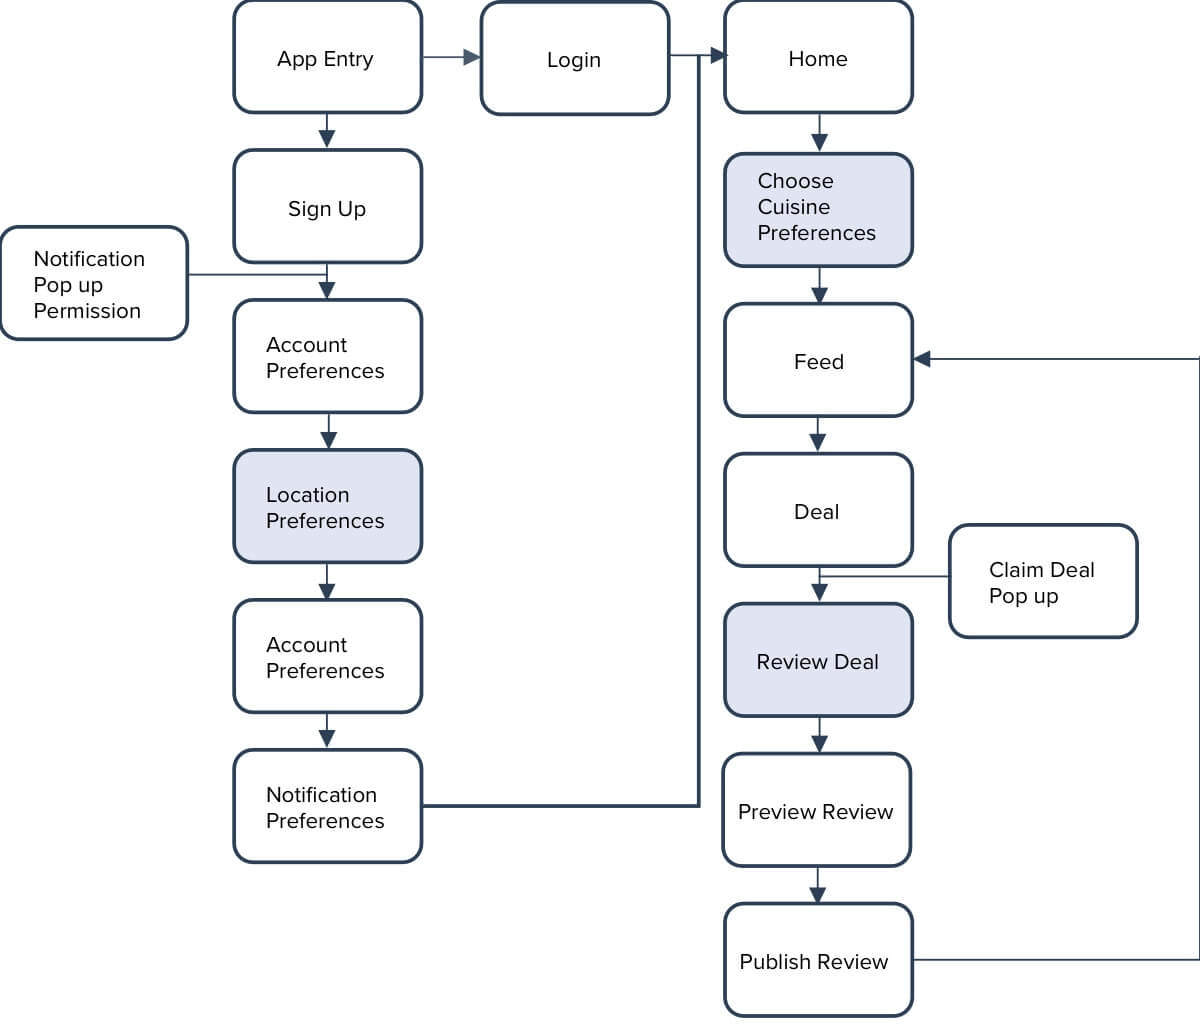 App Entry
Login
Home
Sign Up
Choose
Cuisine
Preferences
Notification
Pop up
Permission
Account
Preferences
Feed
Location
Preferences
Deal
Claim Deal
Pop up
Account
Preferences
Review Deal
Notification
Preferences
Preview Review
Publish Review